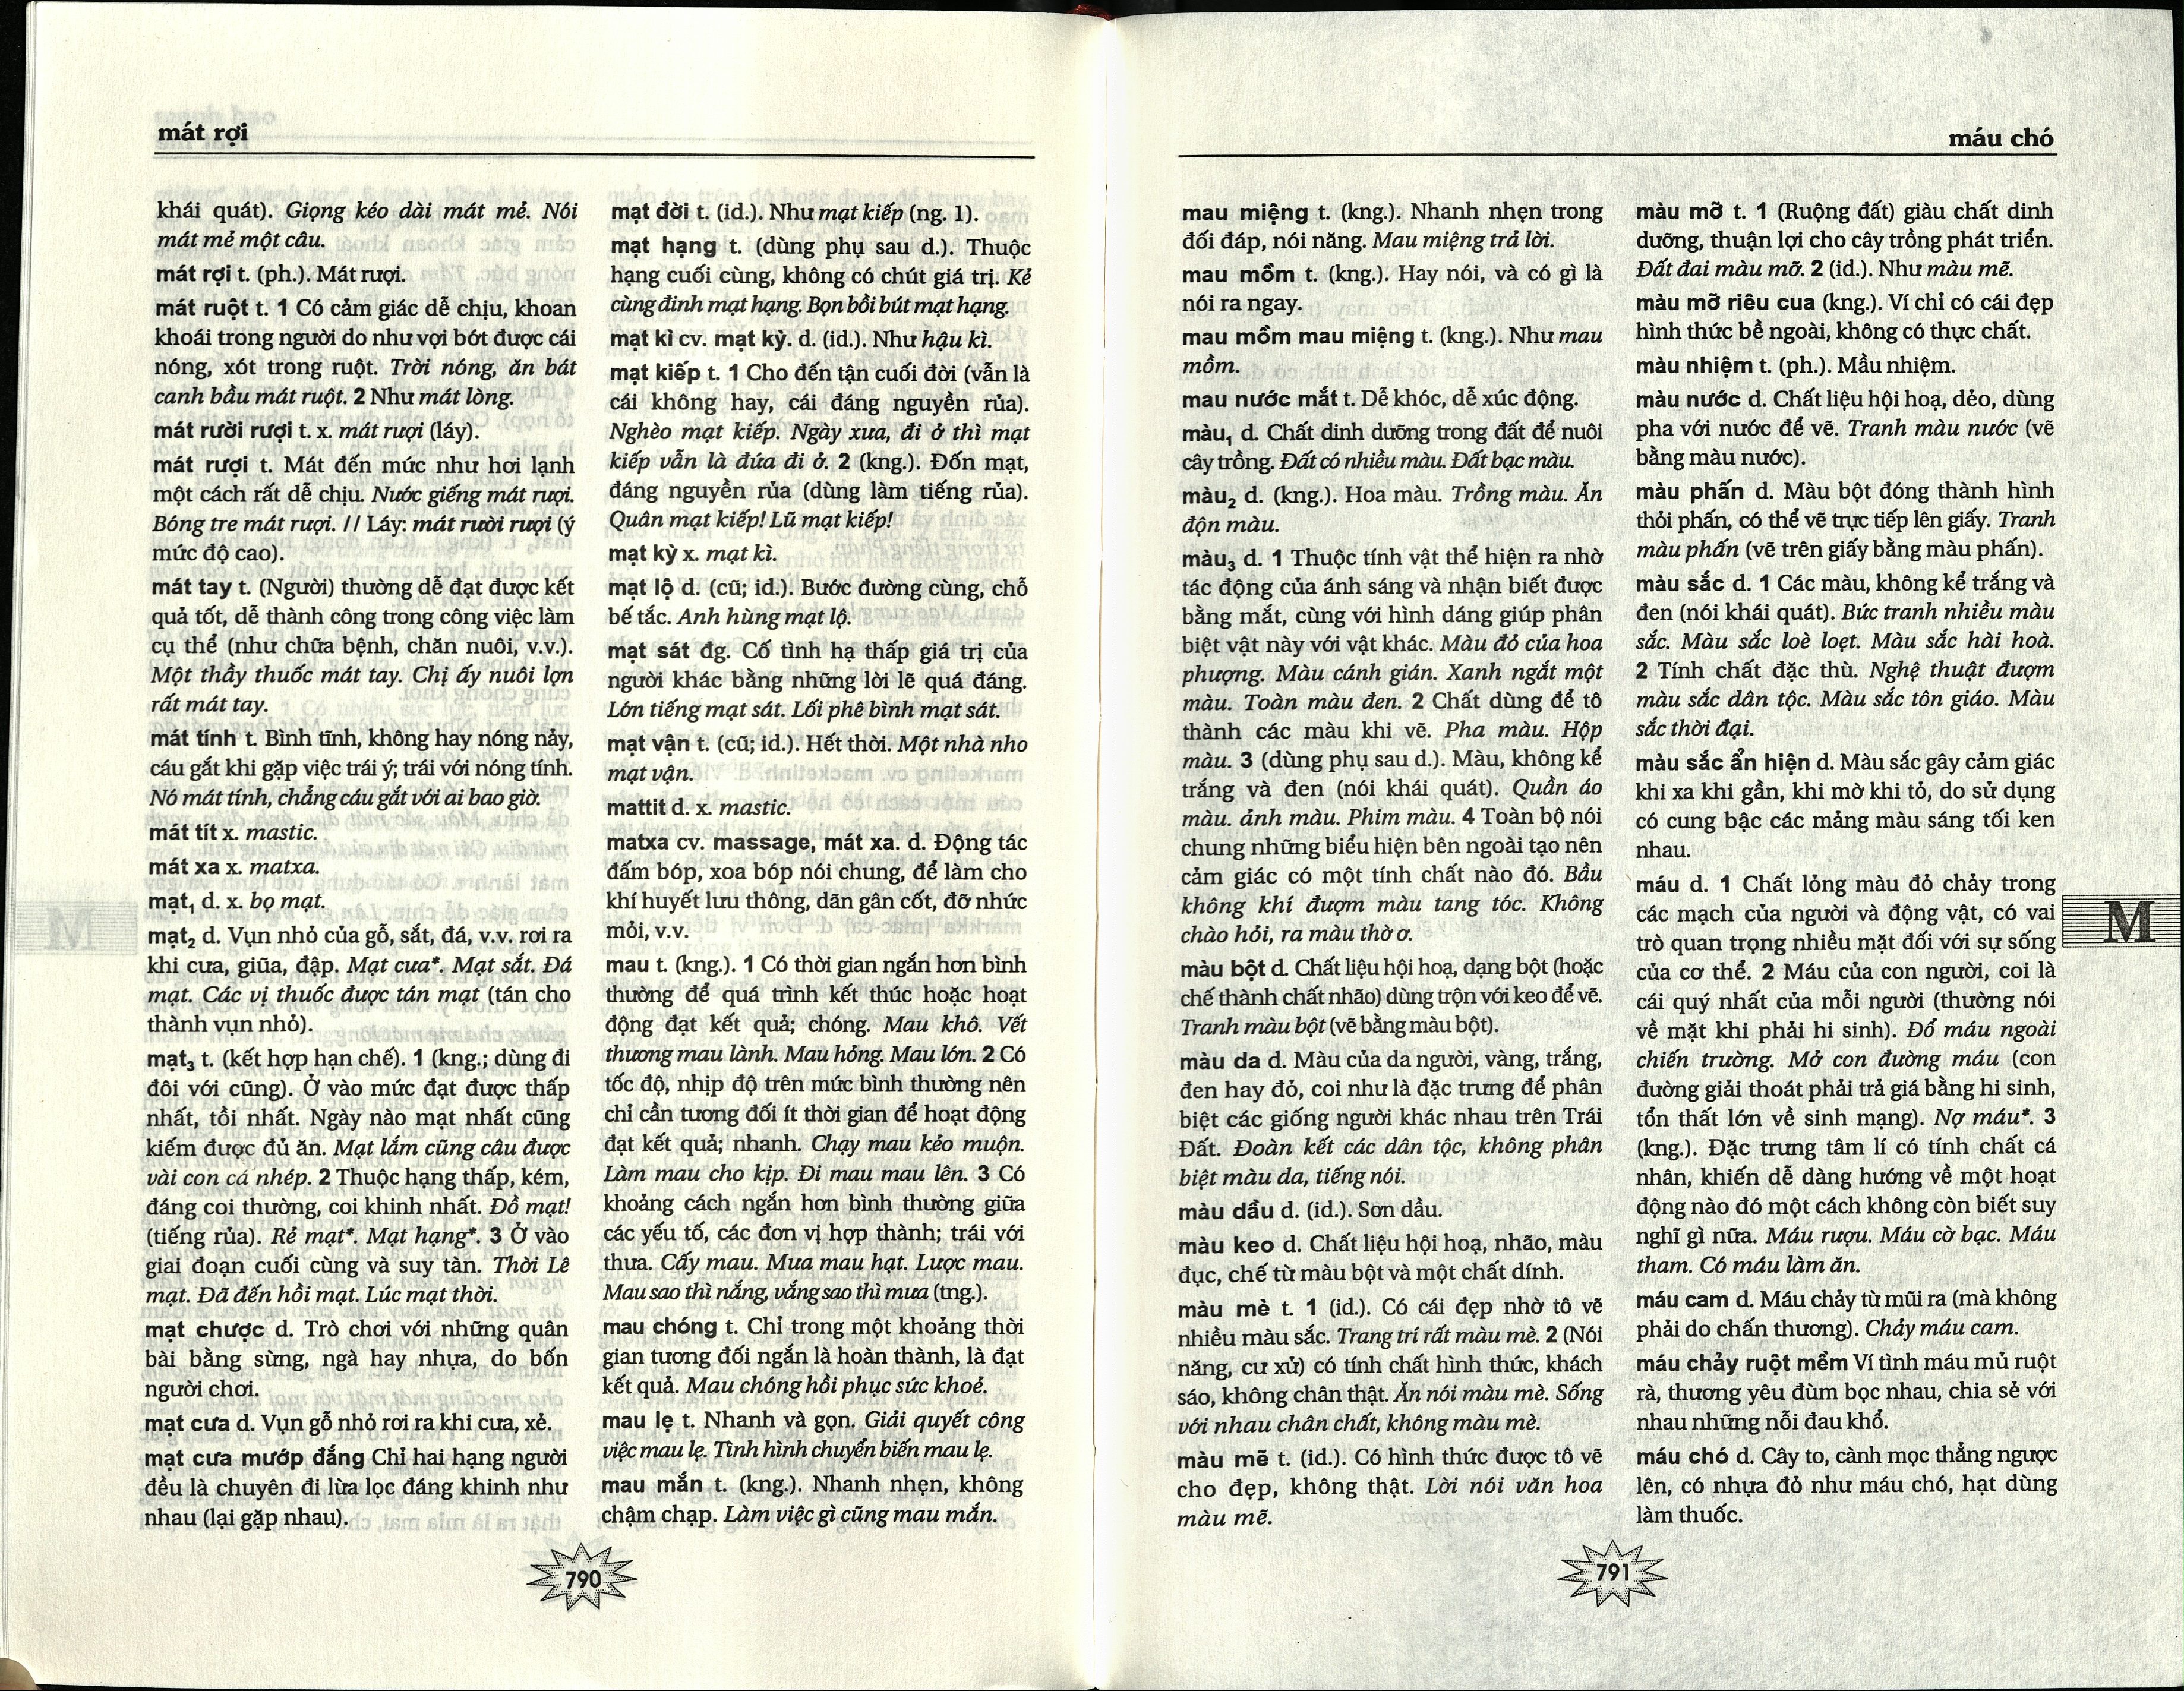 mát rợi
khái quát). Giọng kéo dài mát mẻ. Nói
mát mẻ một câu.
mát rợi t. (ph.). Mát rượi.
mát ruột t. 1 Có cảm giác dễ chịu, khoan
khoái trong người do như vợi bớt được cái
nóng, xót trong ruột. Trời nóng, ăn bát
canh bầu mát ruột. 2 Như mát lòng.
mát rười rượi t. x. mát rượi (láy).
mát rượi t. Mát đến mức như hơi lạnh
một cách rất dễ chịu. Nước giếng mát rượi.
Bóng tre mát rượi. // Láy: mát rười rượi (ý
mức độ cao).
mát tay t. (Người) thường dễ đạt được kết
quả tốt, dễ thành công trong công việc làm
cụ thể (như chữa bệnh, chăn nuôi, v.v.).
Một thầy thuốc mát tay. Chị ấy nuôi lợn
rất mát tay.
mát tính t. Bình tĩnh, không hay nóng nảy,
cáu gắt khi gặp việc trái ý; trái với nóng tính.
Nó mát tính, chẳng cáu gắt với ai bao giờ.
mát tít x. mastic.
mát xa x. matxa.
mạt₁ d. x. bọ mạt.
mạt₂ d. Vụn nhỏ của gỗ, sắt, đá, v.v. rơi ra
khi cưa, giũa, đập. Mạt cưa*. Mạt sắt. Đá
mạt. Các vị thuốc được tán mạt (tán cho
thành vụn nhỏ).
mạt₃ t. (kết hợp hạn chế). 1 (kng.; dùng đi
đôi với cũng). Ở vào mức đạt được thấp
nhất, tồi nhất. Ngày nào mạt nhất cũng
kiếm được đủ ăn. Mạt lắm cũng câu được
vài con cá nhép. 2 Thuộc hạng thấp, kém,
đáng coi thường, coi khinh nhất. Đồ mạt!
(tiếng rủa). Rẻ mạt*. Mạt hạng*. 3 Ở vào
giai đoạn cuối cùng và suy tàn. Thời Lê
mạt. Đã đến hồi mạt. Lúc mạt thời.
mạt chược d. Trò chơi với những quân
bài bằng sừng, ngà hay nhựa, do bốn
người chơi.
mạt cưa d. Vụn gỗ nhỏ rơi ra khi cưa, xẻ.
mạt cưa mướp đắng Chỉ hai hạng người
đều là chuyên đi lừa lọc đáng khinh như
nhau (lại gặp nhau).
mạt đời t. (id.). Như mạt kiếp (ng. 1).
mạt hạng t. (dùng phụ sau d.). Thuộc
hạng cuối cùng, không có chút giá trị. Kẻ
cùng đinh mạt hạng. Bọn bồi bút mạt hạng.
mạt kì cv. mạt kỳ. d. (id.). Như hậu kì.
mạt kiếp t. 1 Cho đến tận cuối đời (vẫn là
cái không hay, cái đáng nguyền rủa).
Nghèo mạt kiếp. Ngày xưa, đi ở thì mạt
kiếp vẫn là đứa đi ở. 2 (kng.). Đốn mạt,
đáng nguyền rủa (dùng làm tiếng rủa).
Quân mạt kiếp! Lũ mạt kiếp!
mạt kỳ x. mạt kì.
mạt lộ d. (cũ; id.). Bước đường cùng, chỗ
bế tắc. Anh hùng mạt lộ.
mạt sát đg. Cố tình hạ thấp giá trị của
người khác bằng những lời lẽ quá đáng.
Lớn tiếng mạt sát. Lối phê bình mạt sát.
mạt vận t. (cũ; id.). Hết thời. Một nhà nho
mạt vận.
mattit d. x. mastic.
matxa cv. massage, mát xa. d. Động tác
đấm bóp, xoa bóp nói chung, để làm cho
khí huyết lưu thông, dãn gân cốt, đỡ nhức
mỏi, v.v.
mau t. (kng.). 1 Có thời gian ngắn hơn bình
thường để quá trình kết thúc hoặc hoạt
động đạt kết quả; chóng. Mau khô. Vết
thương mau lành. Mau hỏng. Mau lớn. 2 Có
tốc độ, nhịp độ trên mức bình thường nên
chỉ cần tương đối ít thời gian để hoạt động
đạt kết quả; nhanh. Chạy mau kẻo muộn.
Làm mau cho kịp. Đi mau mau lên. 3 Có
khoảng cách ngắn hơn bình thường giữa
các yếu tố, các đơn vị hợp thành; trái với
thưa. Cấy mau. Mưa mau hạt. Lược mau.
Mau sao thì nắng, vắng sao thì mưa (tng.).
mau chóng t. Chỉ trong một khoảng thời
gian tương đối ngắn là hoàn thành, là đạt
kết quả. Mau chóng hồi phục sức khoẻ.
mau lẹ t. Nhanh và gọn. Giải quyết công
việc mau lẹ. Tình hình chuyển biến mau lẹ.
mau mắn t. (kng.). Nhanh nhẹn, không
chậm chạp. Làm việc gì cũng mau mắn.
790
máu chó
mau miệng t. (kng.). Nhanh nhẹn trong
đối đáp, nói năng. Mau miệng trả lời.
mau mồm t. (kng.). Hay nói, và có gì là
nói ra ngay.
mau mồm mau miệng t. (kng.). Như mau
mồm.
mau nước mắt t. Dễ khóc, dễ xúc động.
màu₁ d. Chất dinh dưỡng trong đất để nuôi
cây trồng. Đất có nhiều màu. Đất bạc màu.
màu₂ d. (kng.). Hoa màu. Trồng màu. Ăn
độn màu.
màu₃ d. 1 Thuộc tính vật thể hiện ra nhờ
tác động của ánh sáng và nhận biết được
bằng mắt, cùng với hình dáng giúp phân
biệt vật này với vật khác. Màu đỏ của hoa
phượng. Màu cánh gián. Xanh ngắt một
màu. Toàn màu đen. 2 Chất dùng để tô
thành các màu khi vẽ. Pha màu. Hộp
màu. 3 (dùng phụ sau d.). Màu, không kể
trắng và đen (nói khái quát). Quần áo
màu. ảnh màu. Phim màu. 4 Toàn bộ nói
chung những biểu hiện bên ngoài tạo nên
cảm giác có một tính chất nào đó. Bầu
không khí đượm màu tang tóc. Không
chào hỏi, ra màu thờ ơ.
màu bột d. Chất liệu hội hoạ, dạng bột (hoặc
chế thành chất nhão) dùng trộn với keo để vẽ.
Tranh màu bột (vẽ bằng màu bột).
màu da d. Màu của da người, vàng, trắng,
đen hay đỏ, coi như là đặc trưng để phân
biệt các giống người khác nhau trên Trái
Đất. Đoàn kết các dân tộc, không phân
biệt màu da, tiếng nói.
màu dầu d. (id.). Sơn dầu.
màu keo d. Chất liệu hội hoạ, nhão, màu
đục, chế từ màu bột và một chất dính.
màu mè t. 1 (id.). Có cái đẹp nhờ tô vẽ
nhiều màu sắc. Trang trí rất màu mè. 2 (Nói
năng, cư xử) có tính chất hình thức, khách
sáo, không chân thật. Ăn nói màu mè. Sống
với nhau chân chất, không màu mè.
màu mẽ t. (id.). Có hình thức được tô vẽ
cho đẹp, không thật. Lời nói văn hoa
màu mẽ.
màu mỡ t. 1 (Ruộng đất) giàu chất dinh
dưỡng, thuận lợi cho cây trồng phát triển.
Đất đai màu mỡ. 2 (id.). Như màu mẽ.
màu mỡ riêu cua (kng.). Ví chỉ có cái đẹp
hình thức bề ngoài, không có thực chất.
màu nhiệm t. (ph.). Mầu nhiệm.
màu nước d. Chất liệu hội hoạ, dẻo, dùng
pha với nước để vẽ. Tranh màu nước (vẽ
bằng màu nước).
màu phấn d. Màu bột đóng thành hình
thỏi phấn, có thể vẽ trực tiếp lên giấy. Tranh
màu phấn (vẽ trên giấy bằng màu phấn).
màu sắc d. 1 Các màu, không kể trắng và
đen (nói khái quát). Bức tranh nhiều màu
sắc. Màu sắc loè loẹt. Màu sắc hài hoà.
2 Tính chất đặc thù. Nghệ thuật đượm
màu sắc dân tộc. Màu sắc tôn giáo. Màu
sắc thời đại.
màu sắc ẩn hiện d. Màu sắc gây cảm giác
khi xa khi gần, khi mờ khi tỏ, do sử dụng
có cung bậc các mảng màu sáng tối ken
nhau.
máu d. 1 Chất lỏng màu đỏ chảy trong
các mạch của người và động vật, có vai
trò quan trọng nhiều mặt đối với sự sống
của cơ thể. 2 Máu của con người, coi là
cái quý nhất của mỗi người (thường nói
về mặt khi phải hi sinh). Đổ máu ngoài
chiến trường. Mở con đường máu (con
đường giải thoát phải trả giá bằng hi sinh,
tổn thất lớn về sinh mạng). Nợ máu*. 3
(kng.). Đặc trưng tâm lí có tính chất cá
nhân, khiến dễ dàng hướng về một hoạt
động nào đó một cách không còn biết suy
nghĩ gì nữa. Máu rượu. Máu cờ bạc. Máu
tham. Có máu làm ăn.
máu cam d. Máu chảy từ mũi ra (mà không
phải do chấn thương). Chảy máu cam.
máu chảy ruột mềm Ví tình máu mủ ruột
rà, thương yêu đùm bọc nhau, chia sẻ với
nhau những nỗi đau khổ.
máu chó d. Cây to, cành mọc thẳng ngược
lên, có nhựa đỏ như máu chó, hạt dùng
làm thuốc.
M
791